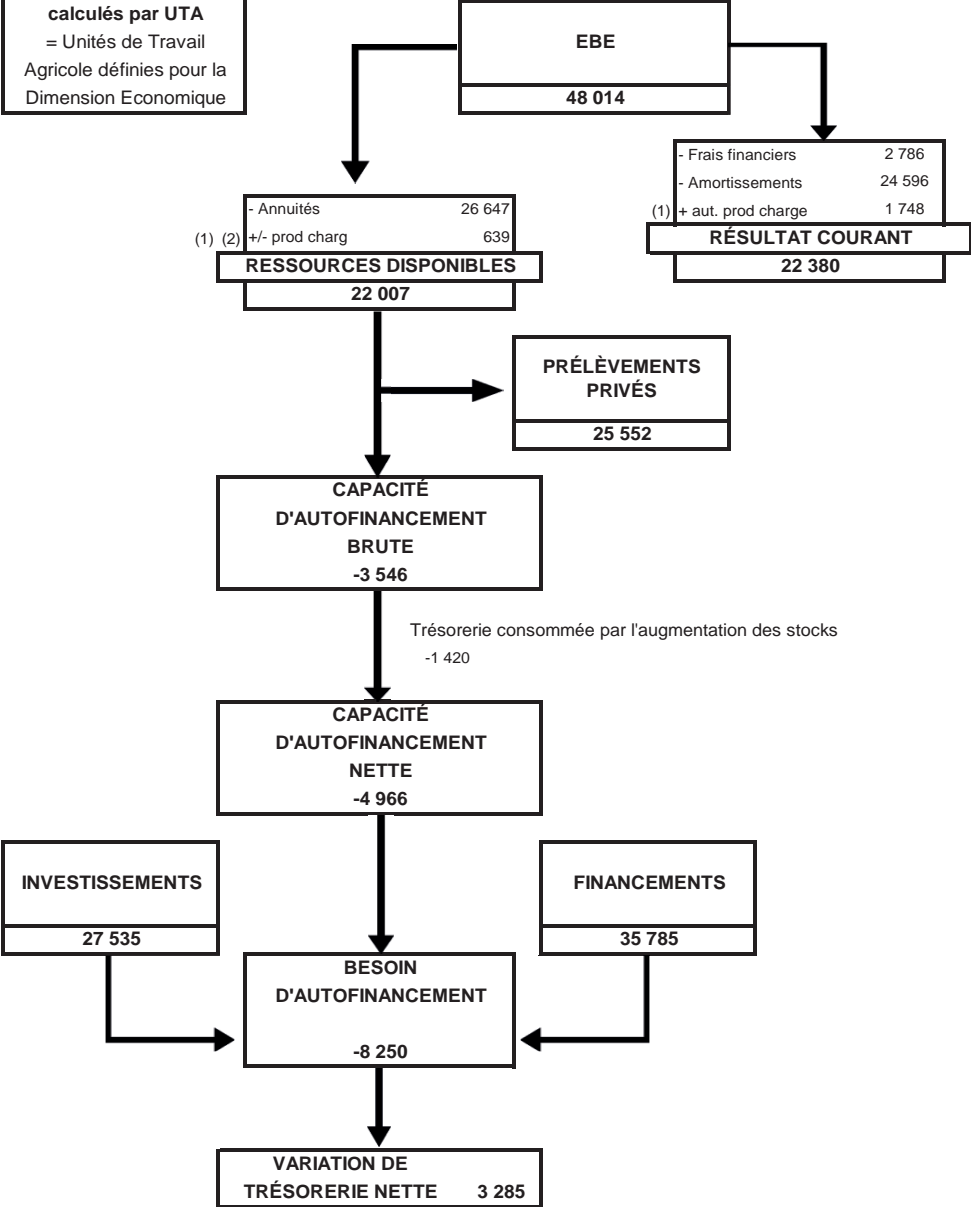 calculés par UTA
= Unités de Travail
Agricole définies pour la
Dimension Economique
EBE
48 014
- Frais financiers 2 786
- Amortissements 24 596
(1) + aut. prod charge 1 748
RÉSULTAT COURANT
22 380
- Annuités 26 647
(1) (2) +/- prod charg 639
RESSOURCES DISPONIBLES
22 007
PRÉLÈVEMENTS
PRIVÉS
25 552
CAPACITÉ
D'AUTOFINANCEMENT
BRUTE
-3 546
Trésorerie consommée par l'augmentation des stocks
-1 420
CAPACITÉ
D'AUTOFINANCEMENT
NETTE
-4 966
INVESTISSEMENTS
27 535
FINANCEMENTS
35 785
BESOIN
D'AUTOFINANCEMENT
-8 250
VARIATION DE
TRÉSORERIE NETTE 3 285